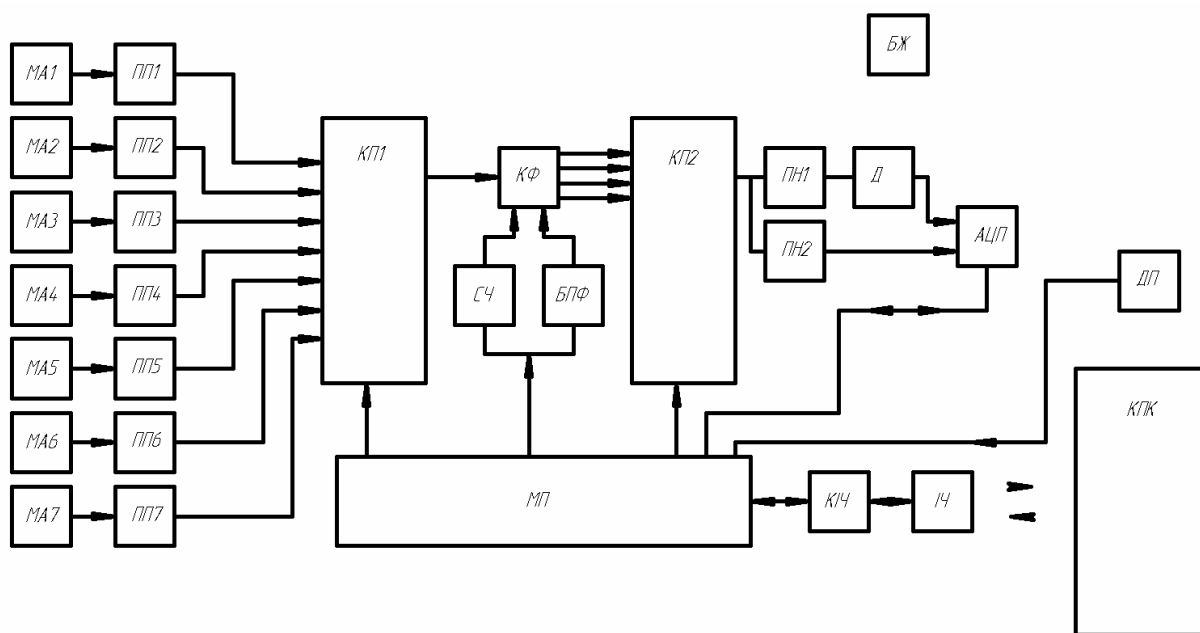 БЖ
МА1
ПП1
МА2
ПП2
КП1
КФ
КП2
ПН1
Д
МА3
ПП3
АЦП
ПН2
МА4
ПП4
СЧ
БПФ
ДП
МА5
ПП5
КПК
МА6
ПП6
МА7
ПП7
МП
КІЧ
ІЧ